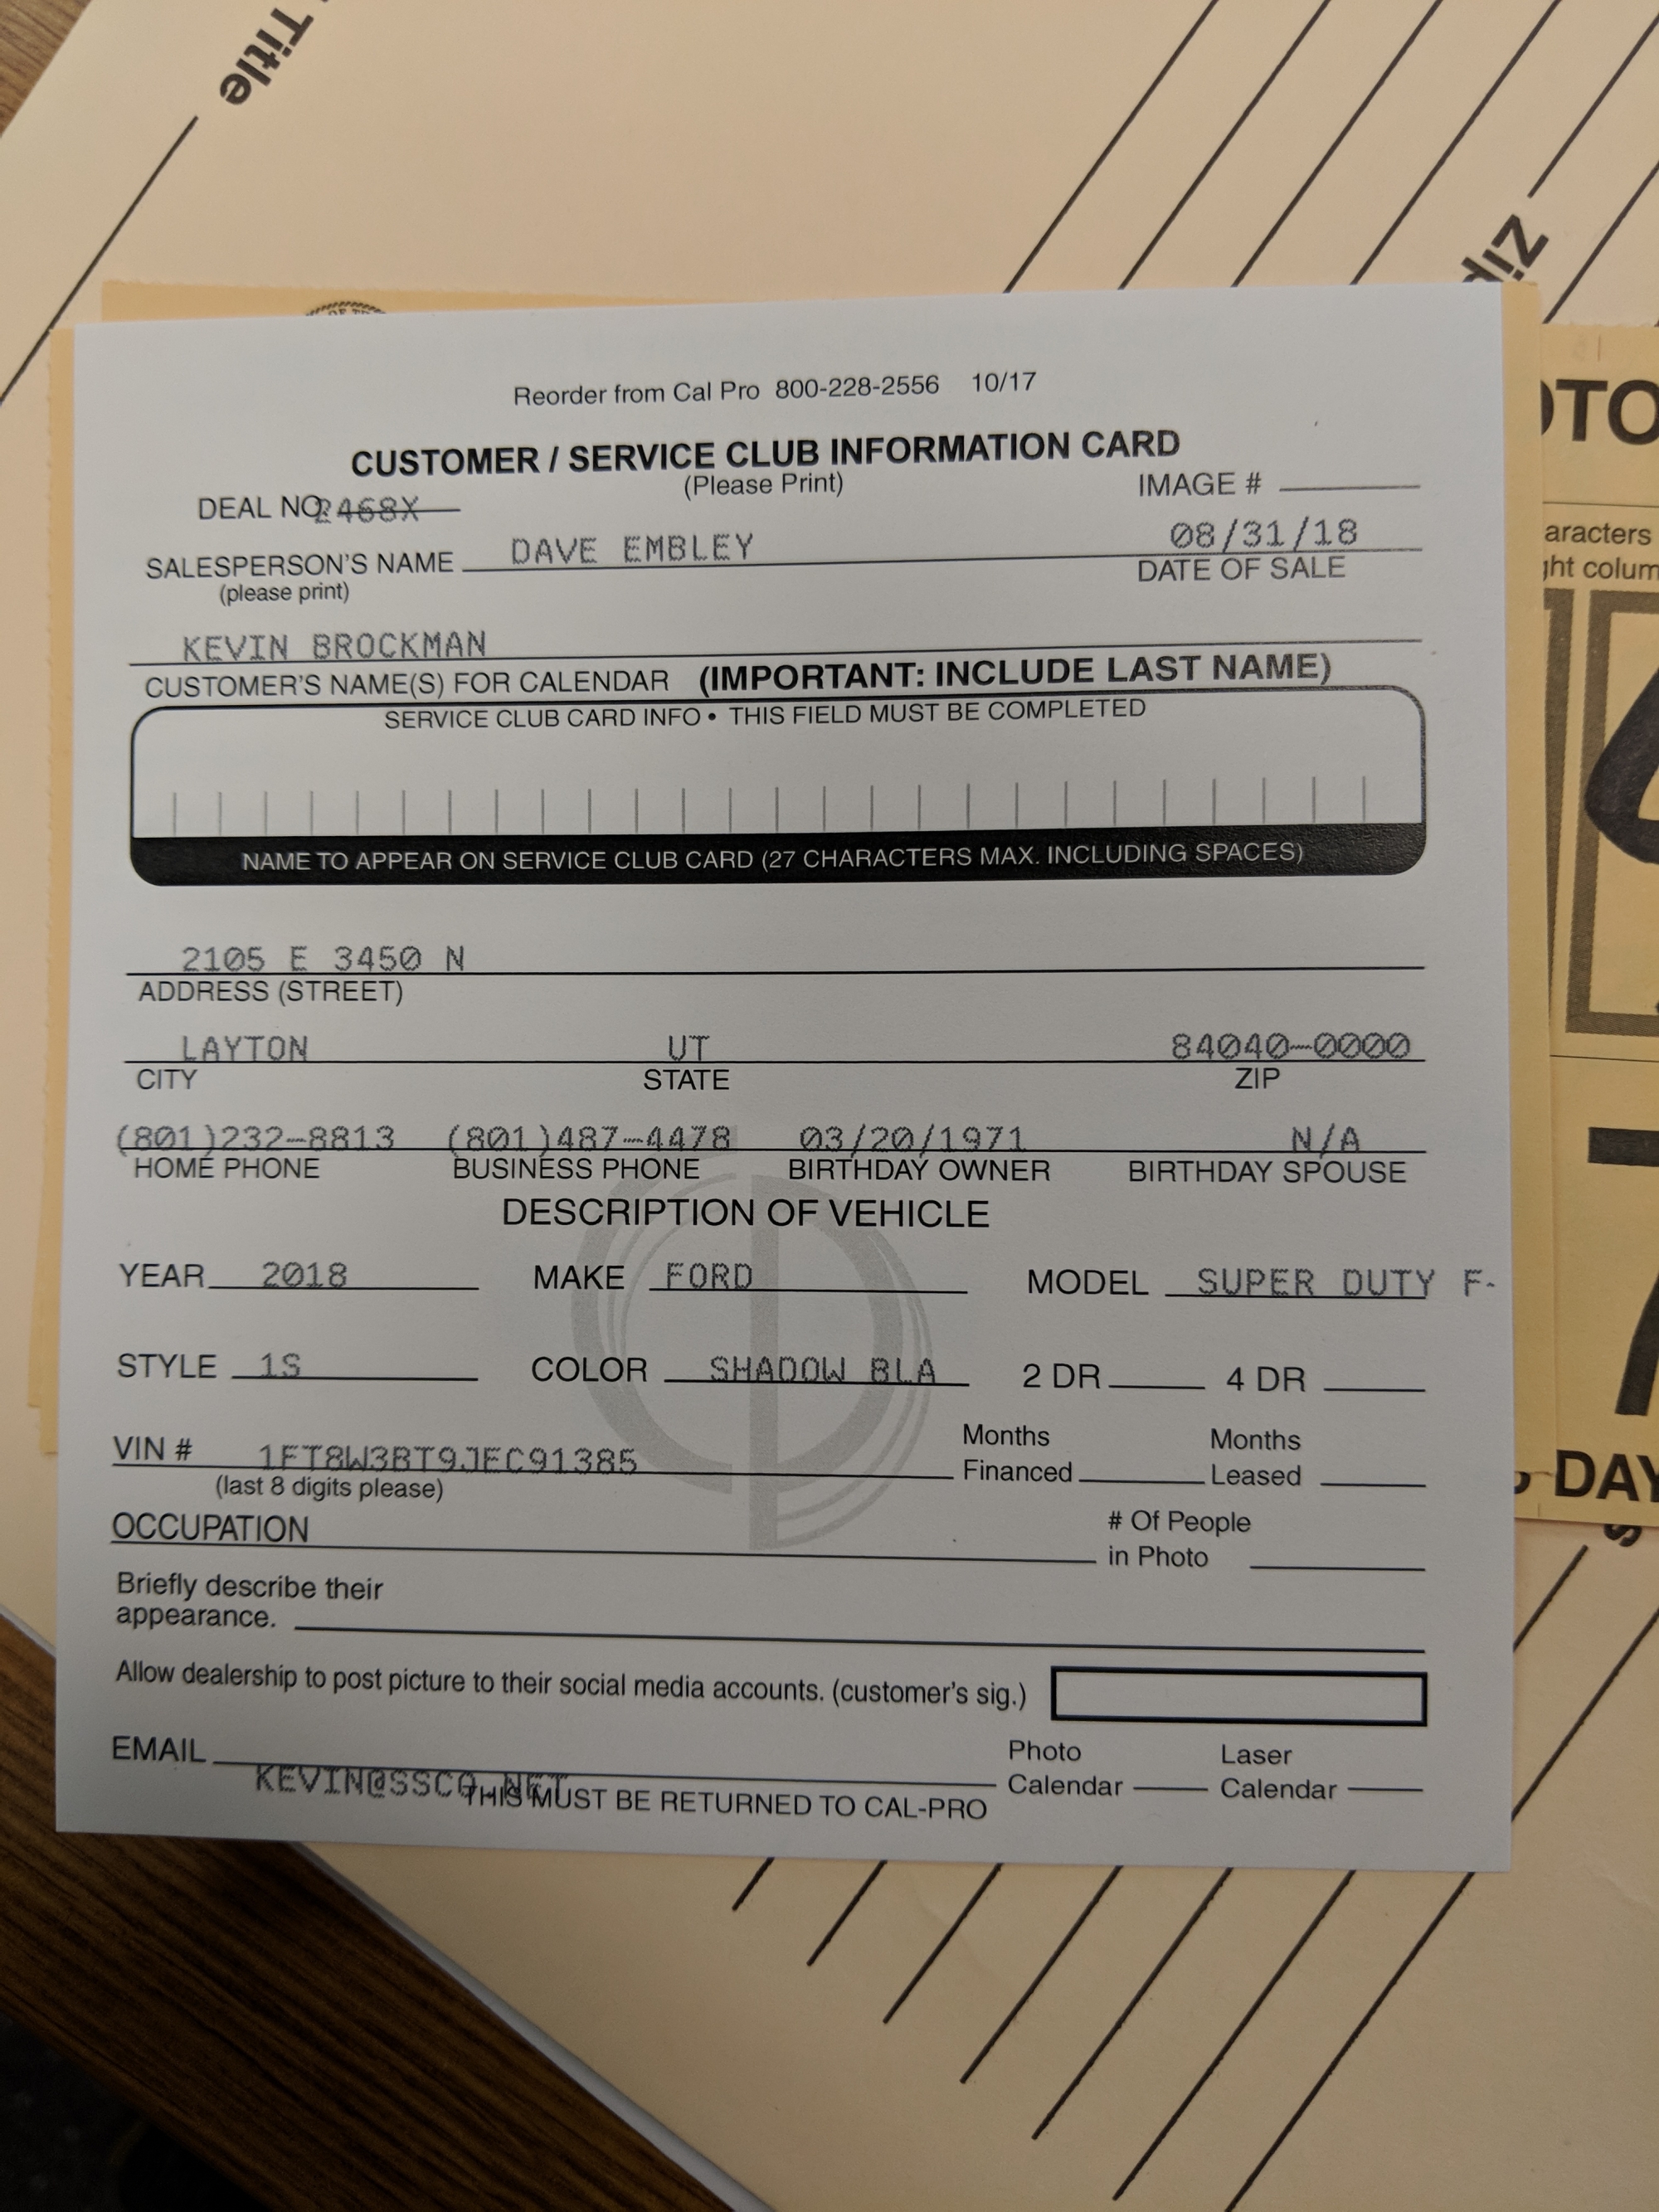 Title
Zip
Reorder from Cal Pro 800-228-2556 10/17
CUSTOMER / SERVICE CLUB INFORMATION CARD
(Please Print)
IMAGE #
DEAL NO. 2468X
SALESPERSON'S NAME DAVE EMBLEY
(please print)
08/31/18
DATE OF SALE
KEVIN BROCKMAN
CUSTOMER'S NAME(S) FOR CALENDAR (IMPORTANT: INCLUDE LAST NAME)
SERVICE CLUB CARD INFO • THIS FIELD MUST BE COMPLETED
NAME TO APPEAR ON SERVICE CLUB CARD (27 CHARACTERS MAX. INCLUDING SPACES)
2105 E 3450 N
ADDRESS (STREET)
LAYTON UT 84040-0000
CITY STATE ZIP
(801)232-8813 (801)487-4478 03/20/1971 N/A
HOME PHONE BUSINESS PHONE BIRTHDAY OWNER BIRTHDAY SPOUSE
DESCRIPTION OF VEHICLE
YEAR 2018 MAKE FORD MODEL SUPER DUTY F-
STYLE 1S COLOR SHADOW BLA 2 DR 4 DR
VIN # 1FT8W3BT9JEC91385
(last 8 digits please)
Months Financed
Months Leased
OCCUPATION
# Of People in Photo
Briefly describe their
appearance.
Allow dealership to post picture to their social media accounts. (customer's sig.)
EMAIL KEVIN@SSCO.NET
Photo Calendar
Laser Calendar
THIS MUST BE RETURNED TO CAL-PRO
OTO
aracters
ght colum
7
DAY